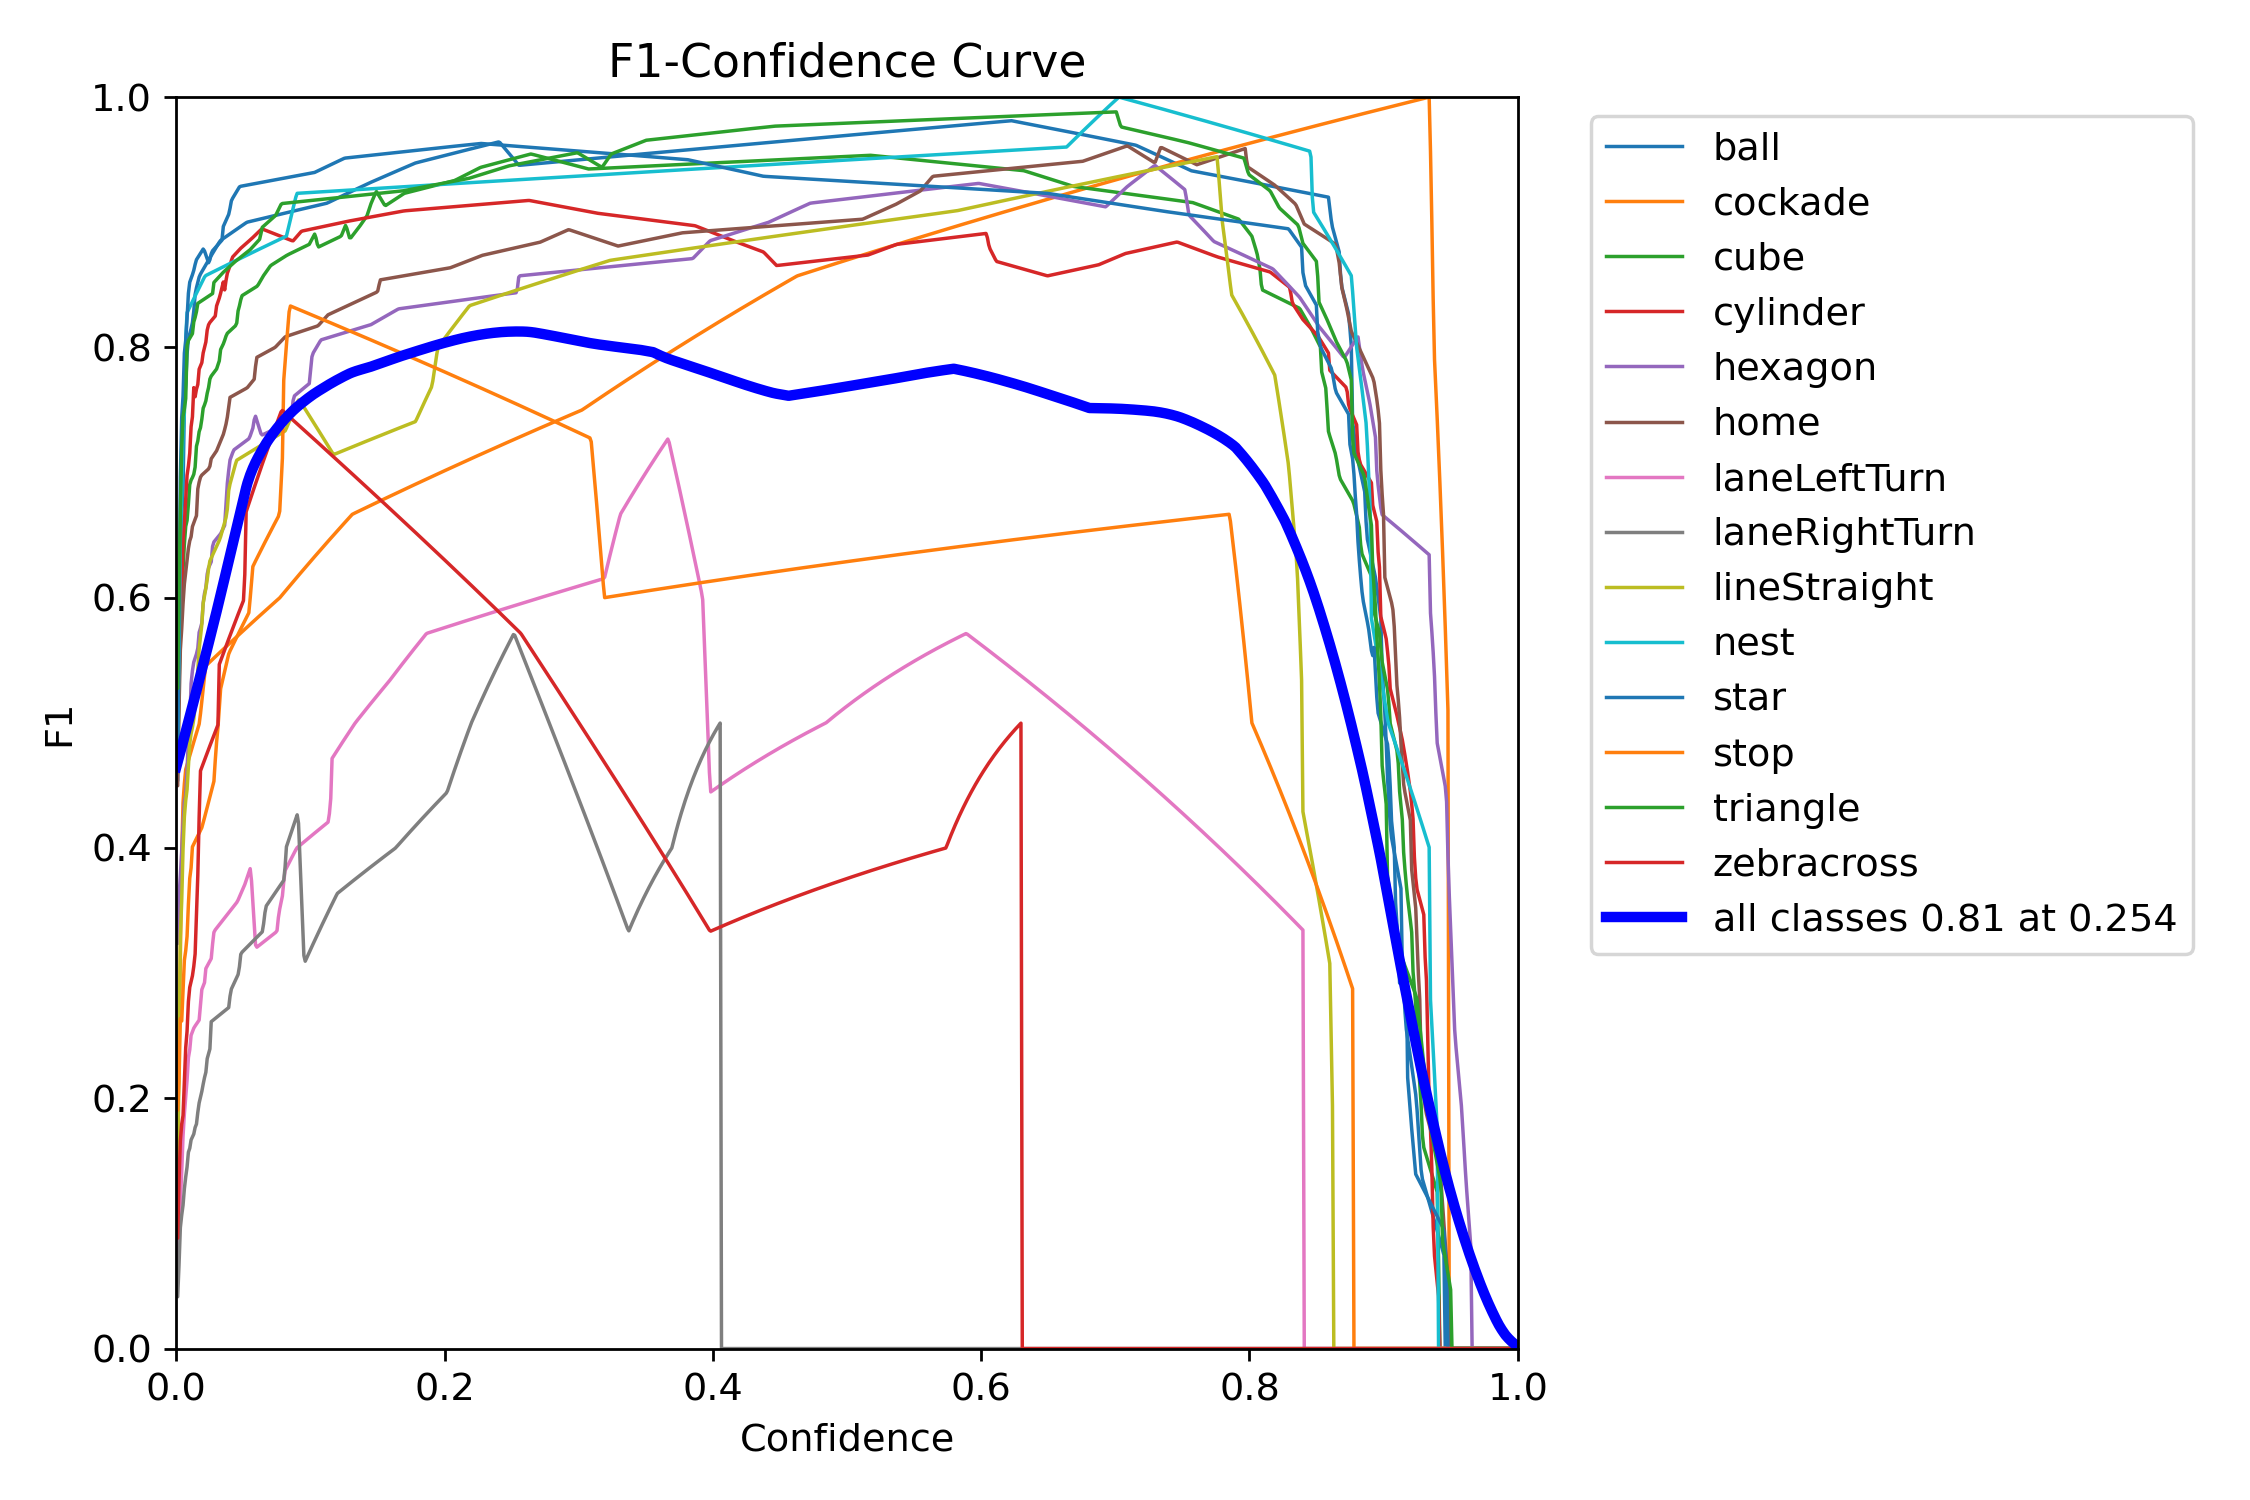 F1-Confidence Curve
1.0
0.8
0.6
0.4
0.2
0.0
F1
0.0 0.2 0.4 0.6 0.8 1.0
Confidence
ball
cockade
cube
cylinder
hexagon
home
laneLeftTurn
laneRightTurn
lineStraight
nest
star
stop
triangle
zebracross
all classes 0.81 at 0.254